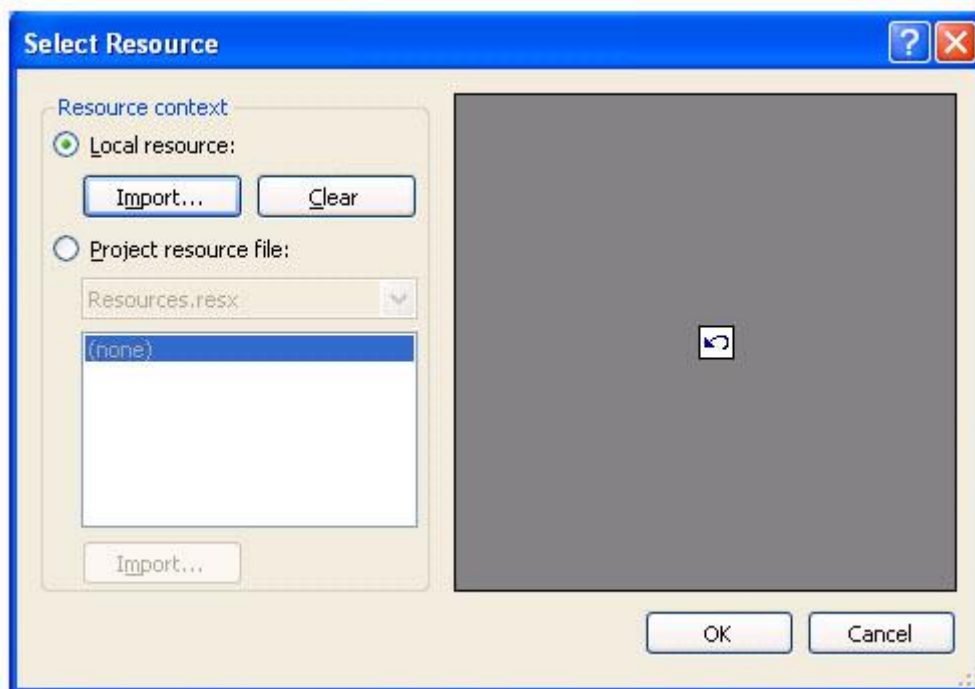 Select Resource
Resource context
Local resource:
Import... Clear
Project resource file:
Resources.resx
(none)
Import...
OK Cancel